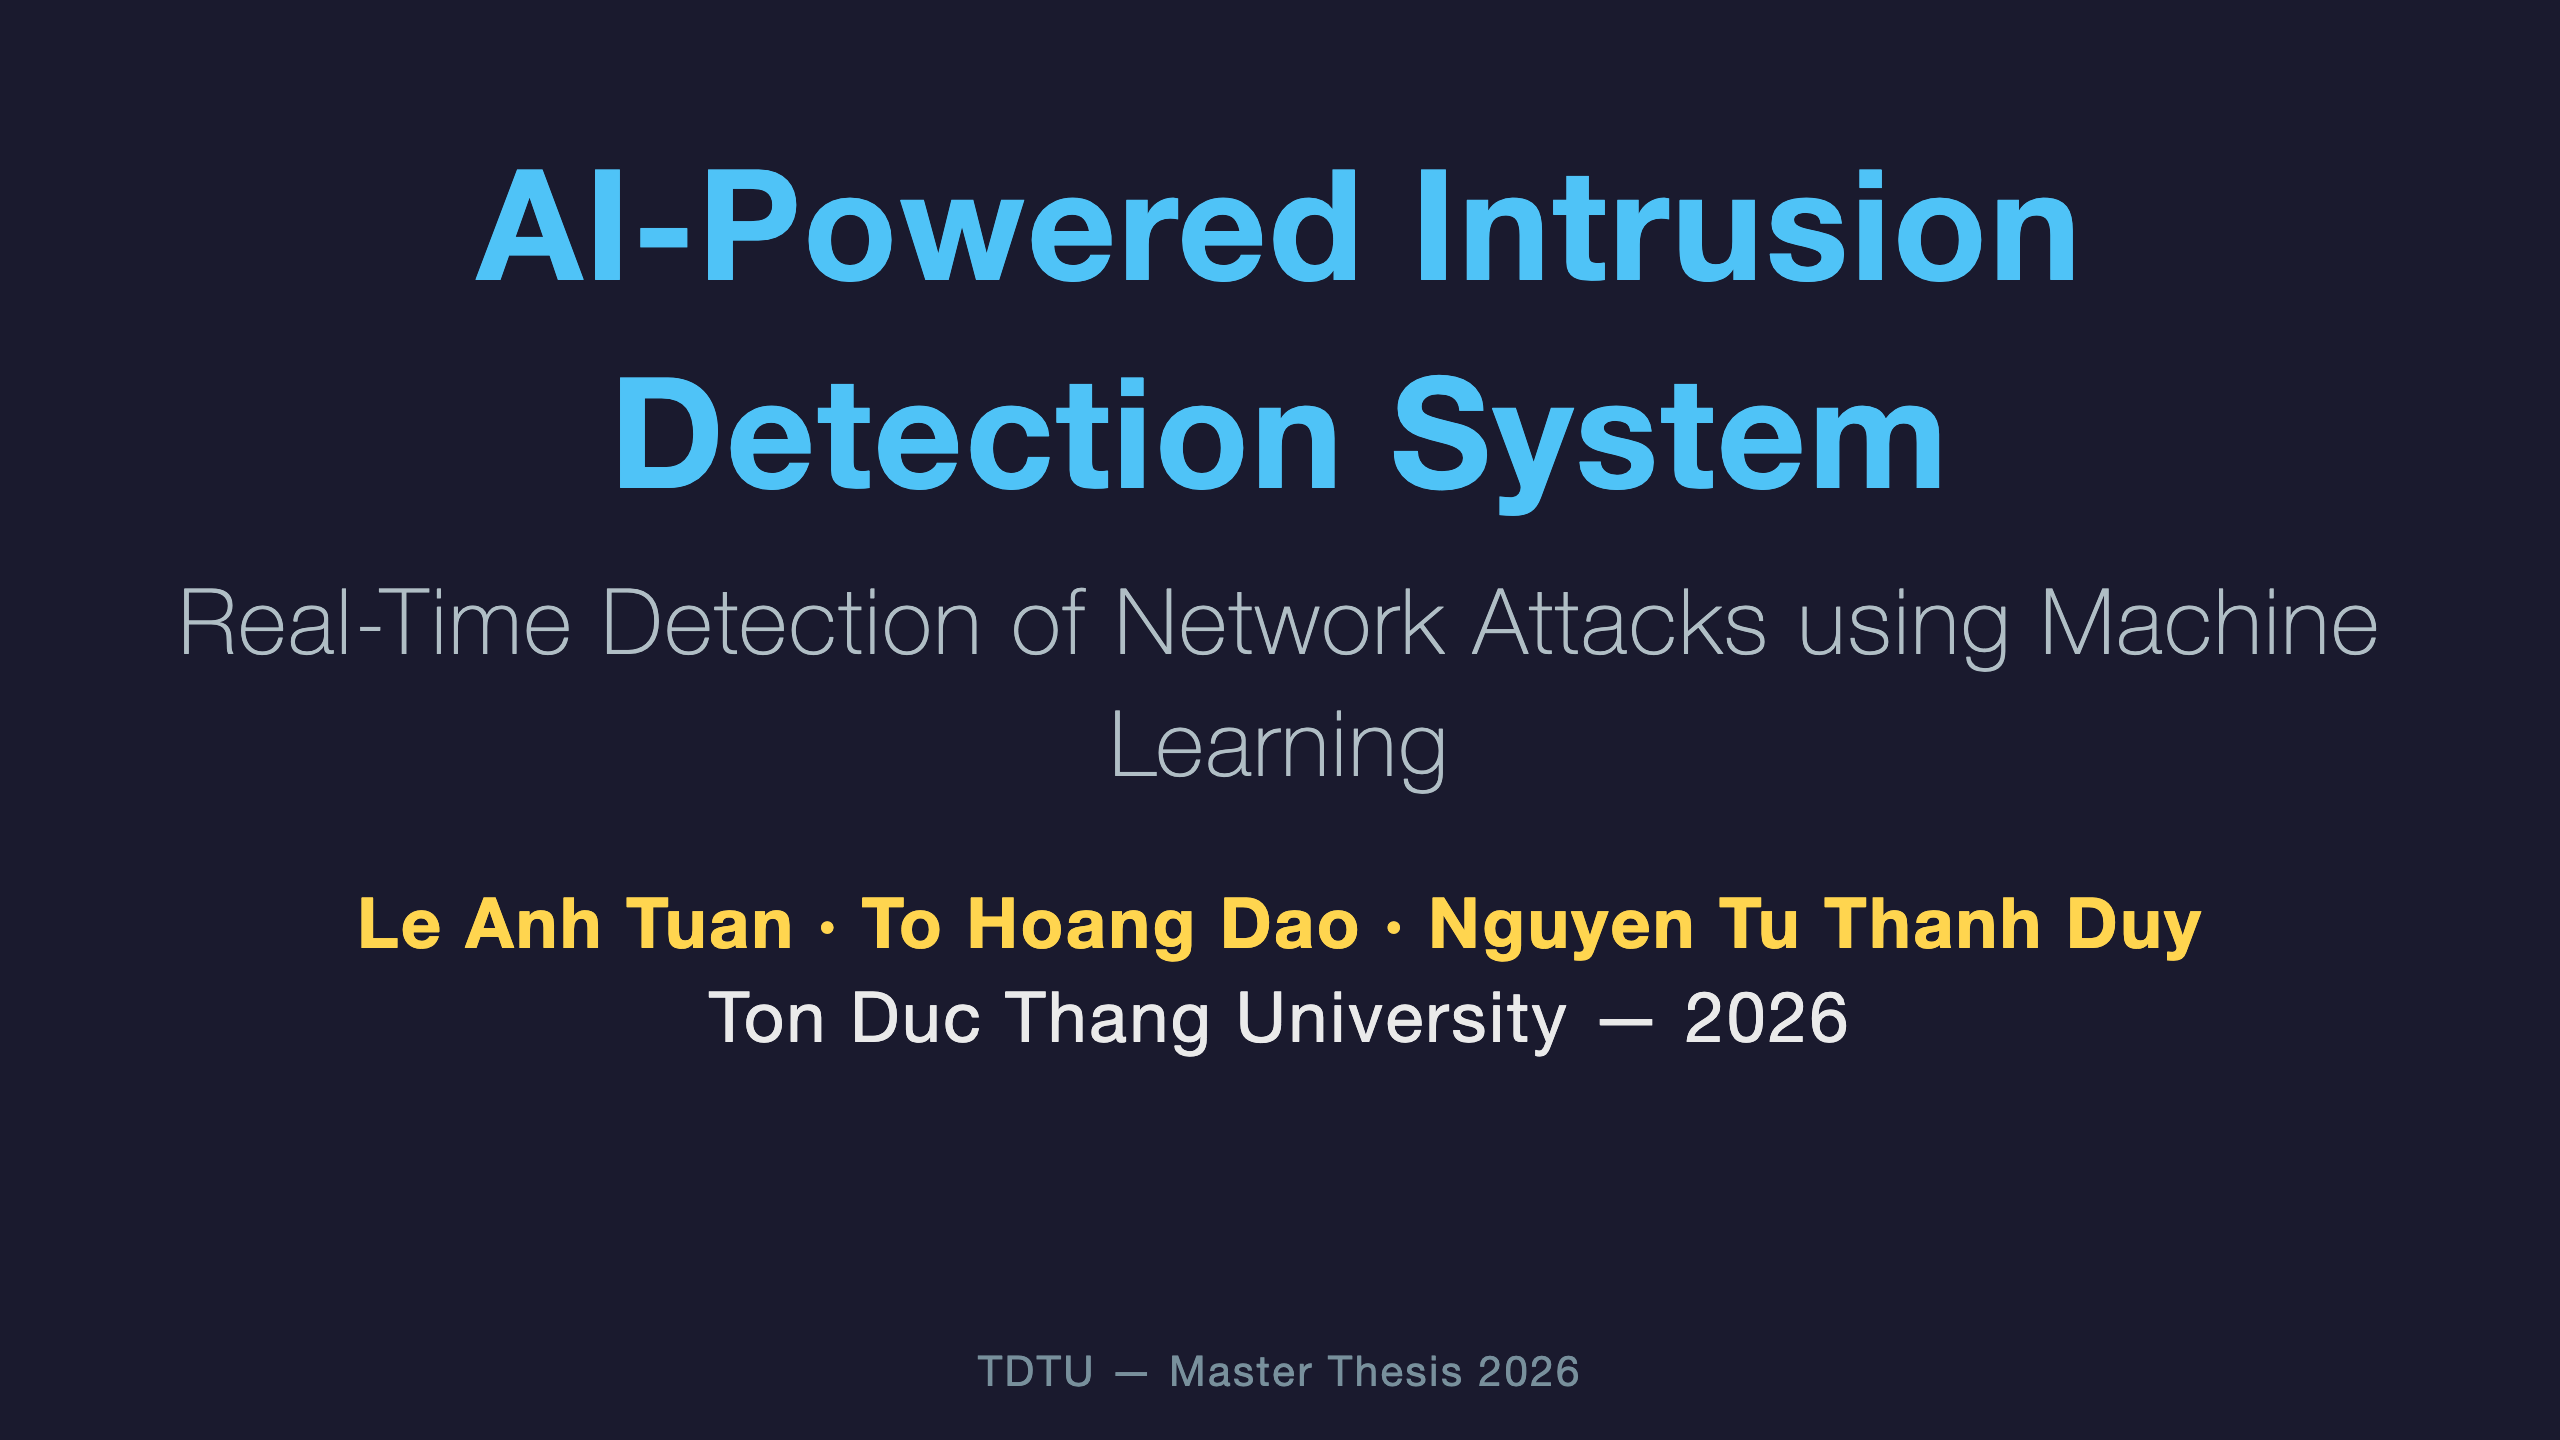 AI-Powered Intrusion
Detection System
Real-Time Detection of Network Attacks using Machine
Learning
Le Anh Tuan · To Hoang Dao · Nguyen Tu Thanh Duy
Ton Duc Thang University — 2026
TDTU — Master Thesis 2026